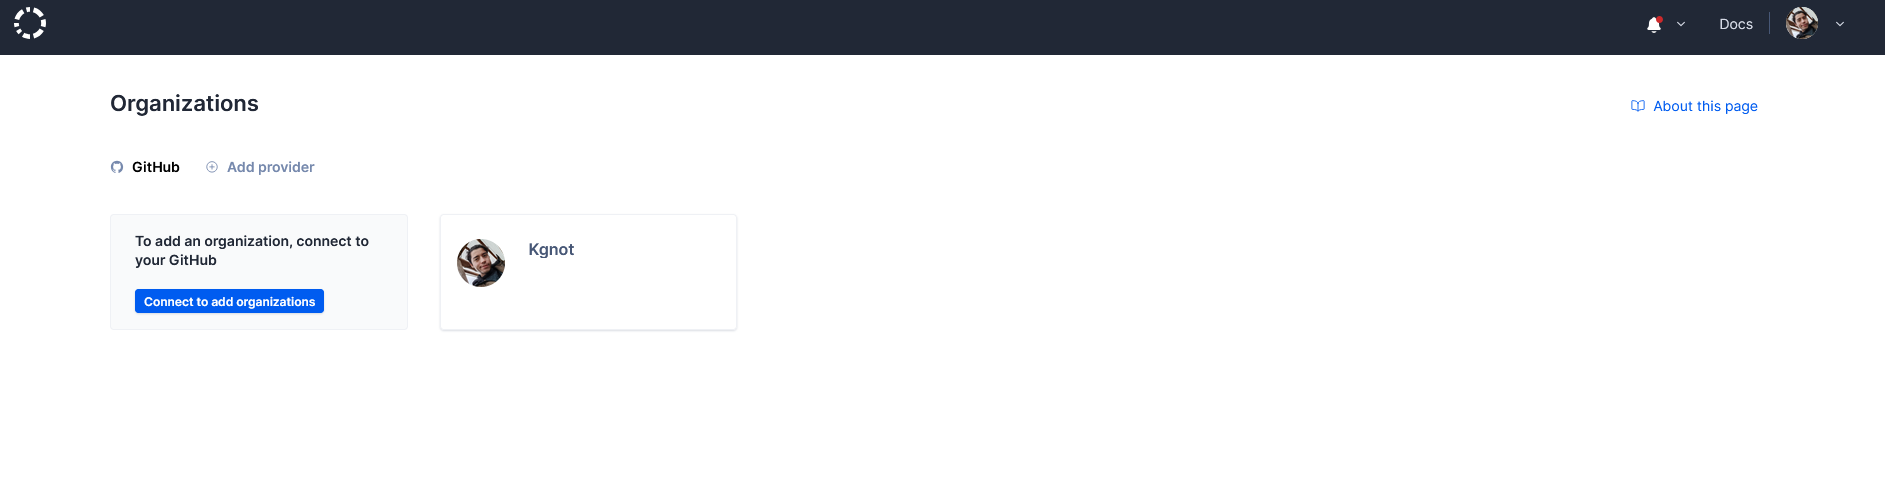 Docs
Organizations
About this page
GitHub
Add provider
To add an organization, connect to
your GitHub
Connect to add organizations
Kgnot